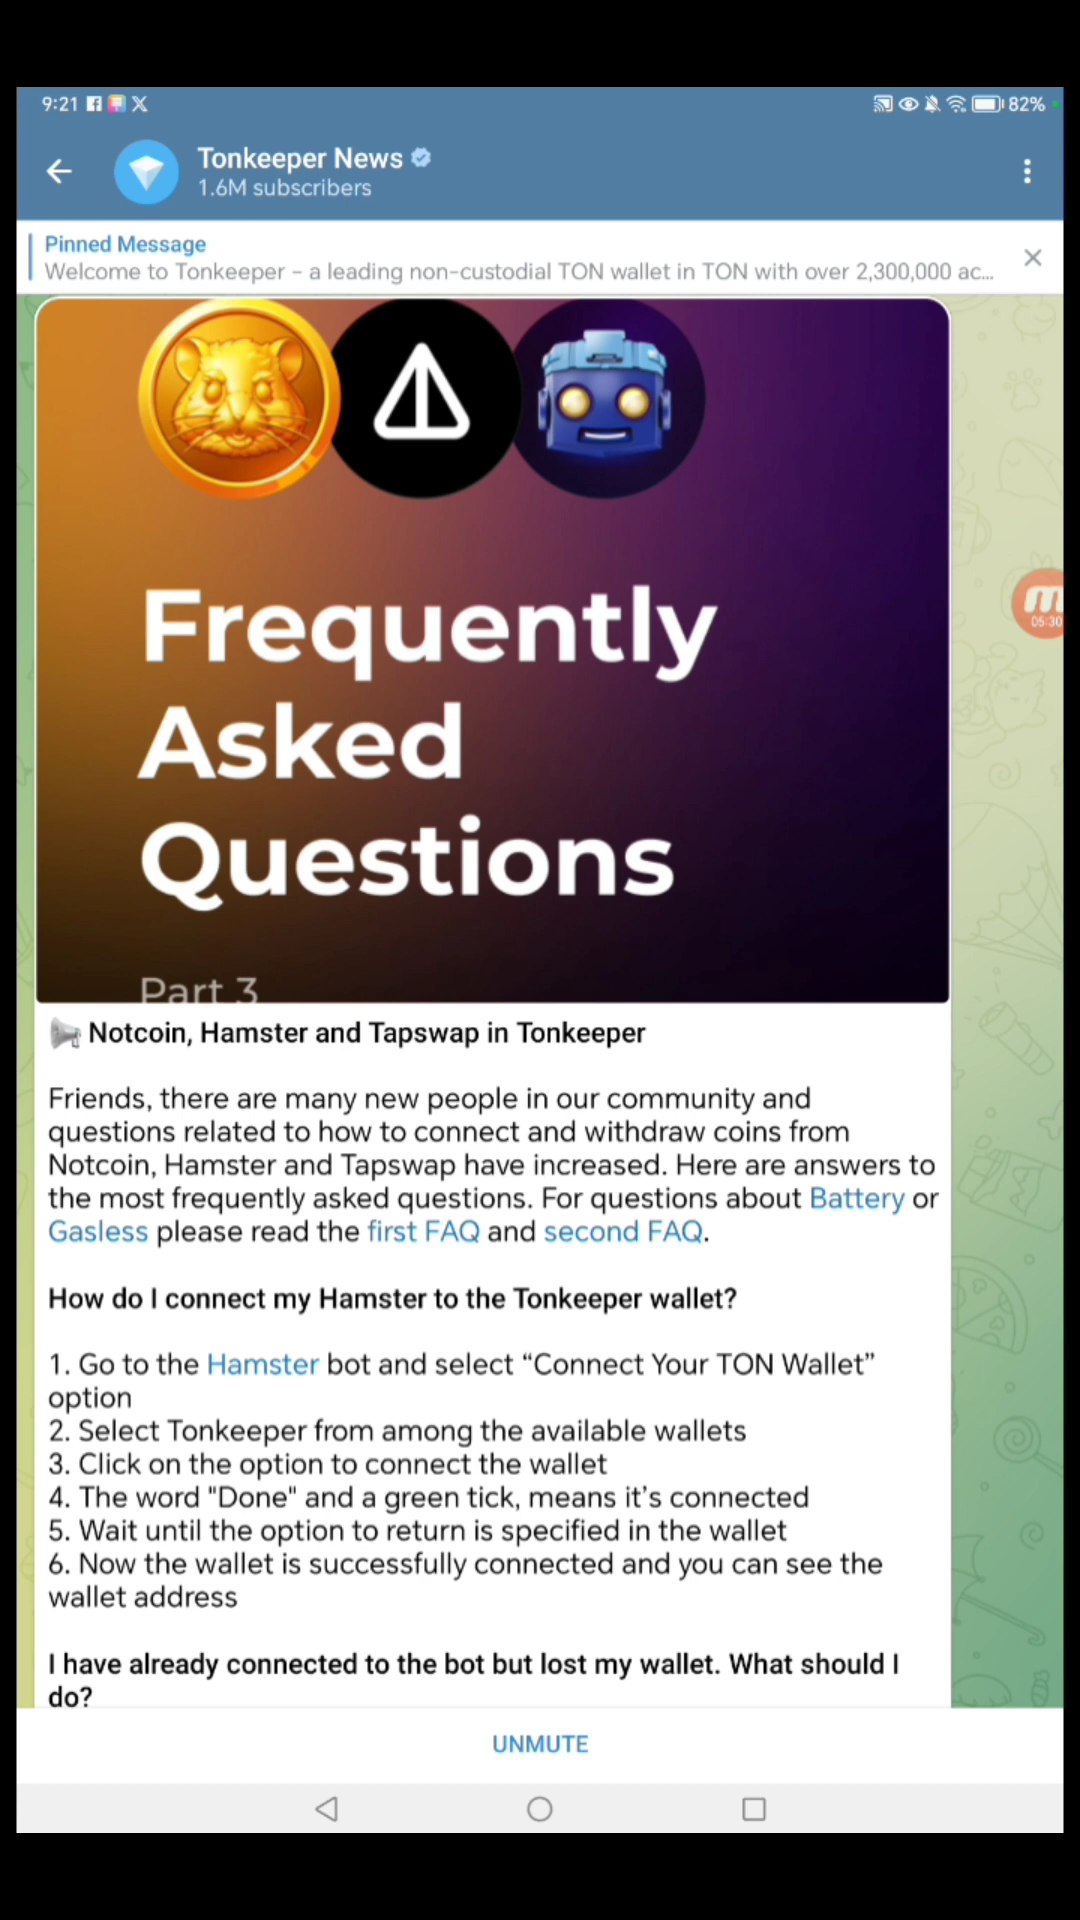 9:21
82%
Tonkeeper News
1.6M subscribers
Pinned Message
Welcome to Tonkeeper – a leading non-custodial TON wallet in TON with over 2,300,000 ac...
Frequently
Asked
Questions
Part 3
05:30
Notcoin, Hamster and Tapswap in Tonkeeper
Friends, there are many new people in our community and
questions related to how to connect and withdraw coins from
Notcoin, Hamster and Tapswap have increased. Here are answers to
the most frequently asked questions. For questions about Battery or
Gasless please read the first FAQ and second FAQ.
How do I connect my Hamster to the Tonkeeper wallet?
1. Go to the Hamster bot and select “Connect Your TON Wallet”
option
2. Select Tonkeeper from among the available wallets
3. Click on the option to connect the wallet
4. The word "Done" and a green tick, means it’s connected
5. Wait until the option to return is specified in the wallet
6. Now the wallet is successfully connected and you can see the
wallet address
I have already connected to the bot but lost my wallet. What should I
do?
UNMUTE